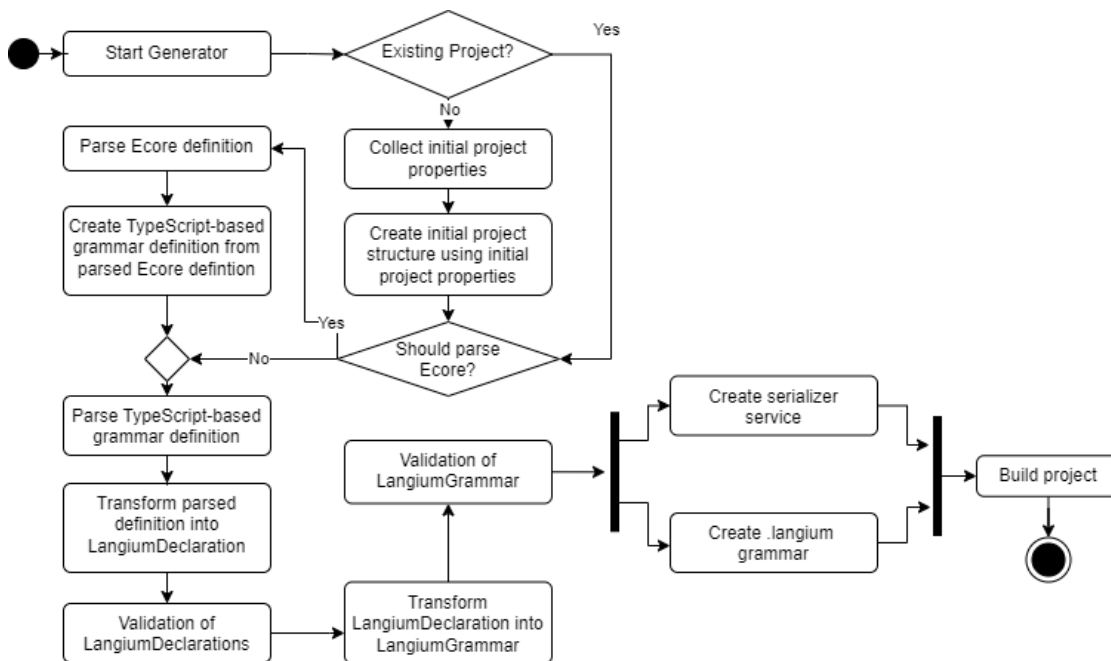 Start Generator
Existing Project?
Yes
No
Parse Ecore definition
Collect initial project
properties
Create TypeScript-based
grammar definition from
parsed Ecore defintion
Create initial project
structure using initial
project properties
Yes
No
Should parse
Ecore?
Parse TypeScript-based
grammar definition
Create serializer
service
Validation of
LangiumGrammar
Build project
Transform parsed
definition into
LangiumDeclaration
Create .langium
grammar
Validation of
LangiumDeclarations
Transform
LangiumDeclaration into
LangiumGrammar